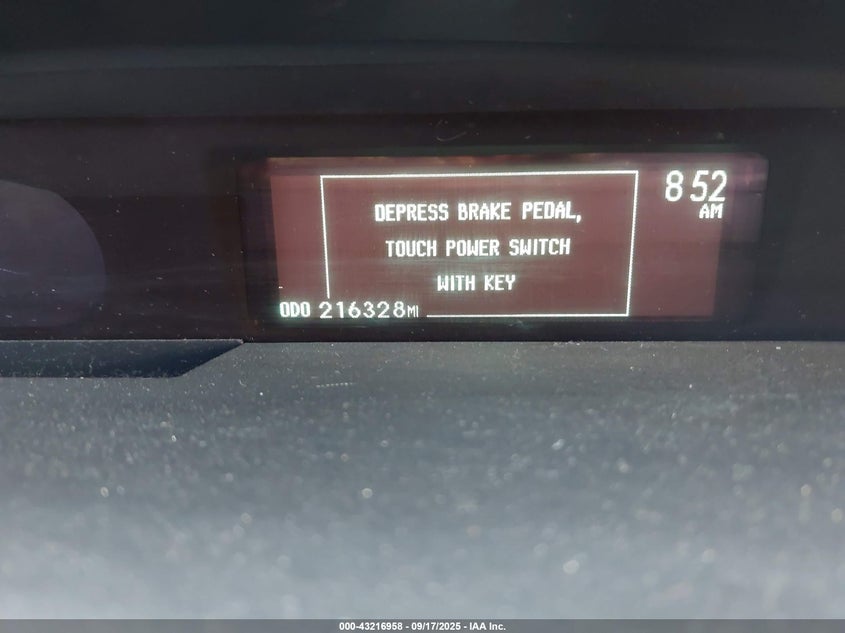 DEPRESS BRAKE PEDAL,
TOUCH POWER SWITCH
WITH KEY
8:52
AM
ODO 216328MI
000-43216958 - 09/17/2025 - IAA Inc.